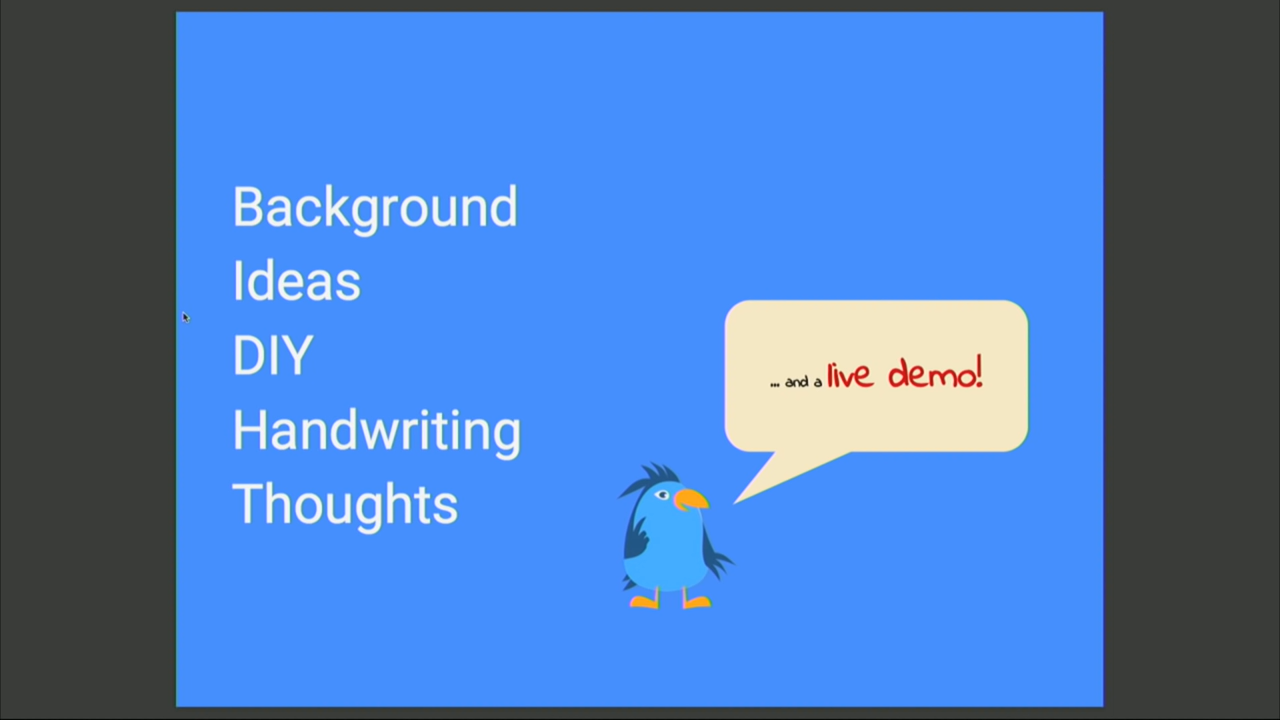 Background
Ideas
DIY
Handwriting
Thoughts
... and a live demo!